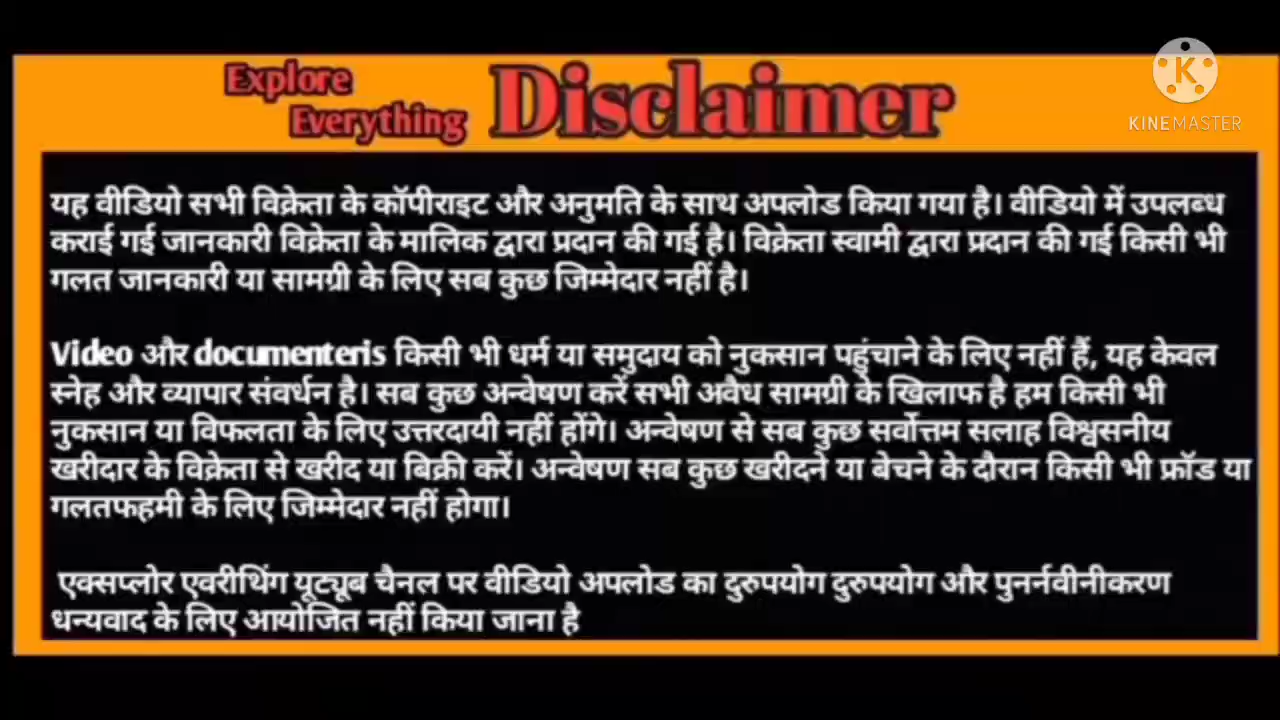 Explore
Everything
Disclaimer
KINEMASTER
यह वीडियो सभी विक्रेता के कॉपीराइट और अनुमति के साथ अपलोड किया गया है। वीडियो में उपलब्ध
कराई गई जानकारी विक्रेता के मालिक द्वारा प्रदान की गई है। विक्रेता स्वामी द्वारा प्रदान की गई किसी भी
गलत जानकारी या सामग्री के लिए सब कुछ जिम्मेदार नहीं है।
Video और documenteris किसी भी धर्म या समुदाय को नुकसान पहुंचाने के लिए नहीं हैं, यह केवल
स्नेह और व्यापार संवर्धन है। सब कुछ अन्वेषण करें सभी अवैध सामग्री के खिलाफ है हम किसी भी
नुकसान या विफलता के लिए उत्तरदायी नहीं होंगे। अन्वेषण से सब कुछ सर्वोत्तम सलाह विश्वसनीय
खरीदार के विक्रेता से खरीद या बिक्री करें। अन्वेषण सब कुछ खरीदने या बेचने के दौरान किसी भी फ्रॉड या
गलतफहमी के लिए जिम्मेदार नहीं होगा।
एक्सप्लोर एवरीथिंग यूट्यूब चैनल पर वीडियो अपलोड का दुरुपयोग दुरुपयोग और पुनर्नवीनीकरण
धन्यवाद के लिए आयोजित नहीं किया जाना है